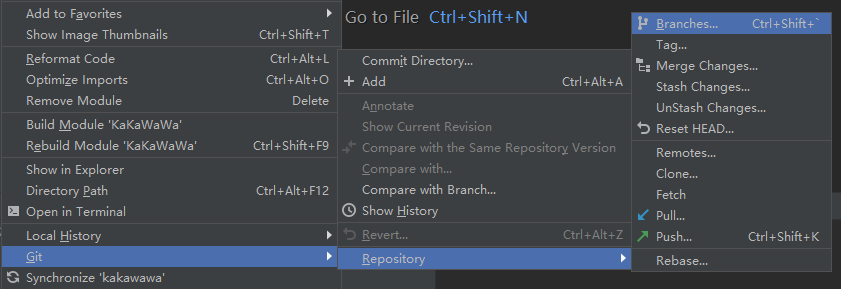 Add to Favorites
Show Image Thumbnails Ctrl+Shift+T
Reformat Code Ctrl+Alt+L
Optimize Imports Ctrl+Alt+O
Remove Module Delete
Build Module 'KaKaWaWa'
Rebuild Module 'KaKaWaWa' Ctrl+Shift+F9
Show in Explorer
Directory Path Ctrl+Alt+F12
Open in Terminal
Local History
Git
Synchronize 'kakawawa'
Go to File Ctrl+Shift+N
Commit Directory...
Add Ctrl+Alt+A
Annotate
Show Current Revision
Compare with the Same Repository Version
Compare with...
Compare with Branch...
Show History
Revert... Ctrl+Alt+Z
Repository
Branches... Ctrl+Shift+`
Tag...
Merge Changes...
Stash Changes...
UnStash Changes...
Reset HEAD...
Remotes...
Clone...
Fetch
Pull...
Push... Ctrl+Shift+K
Rebase...